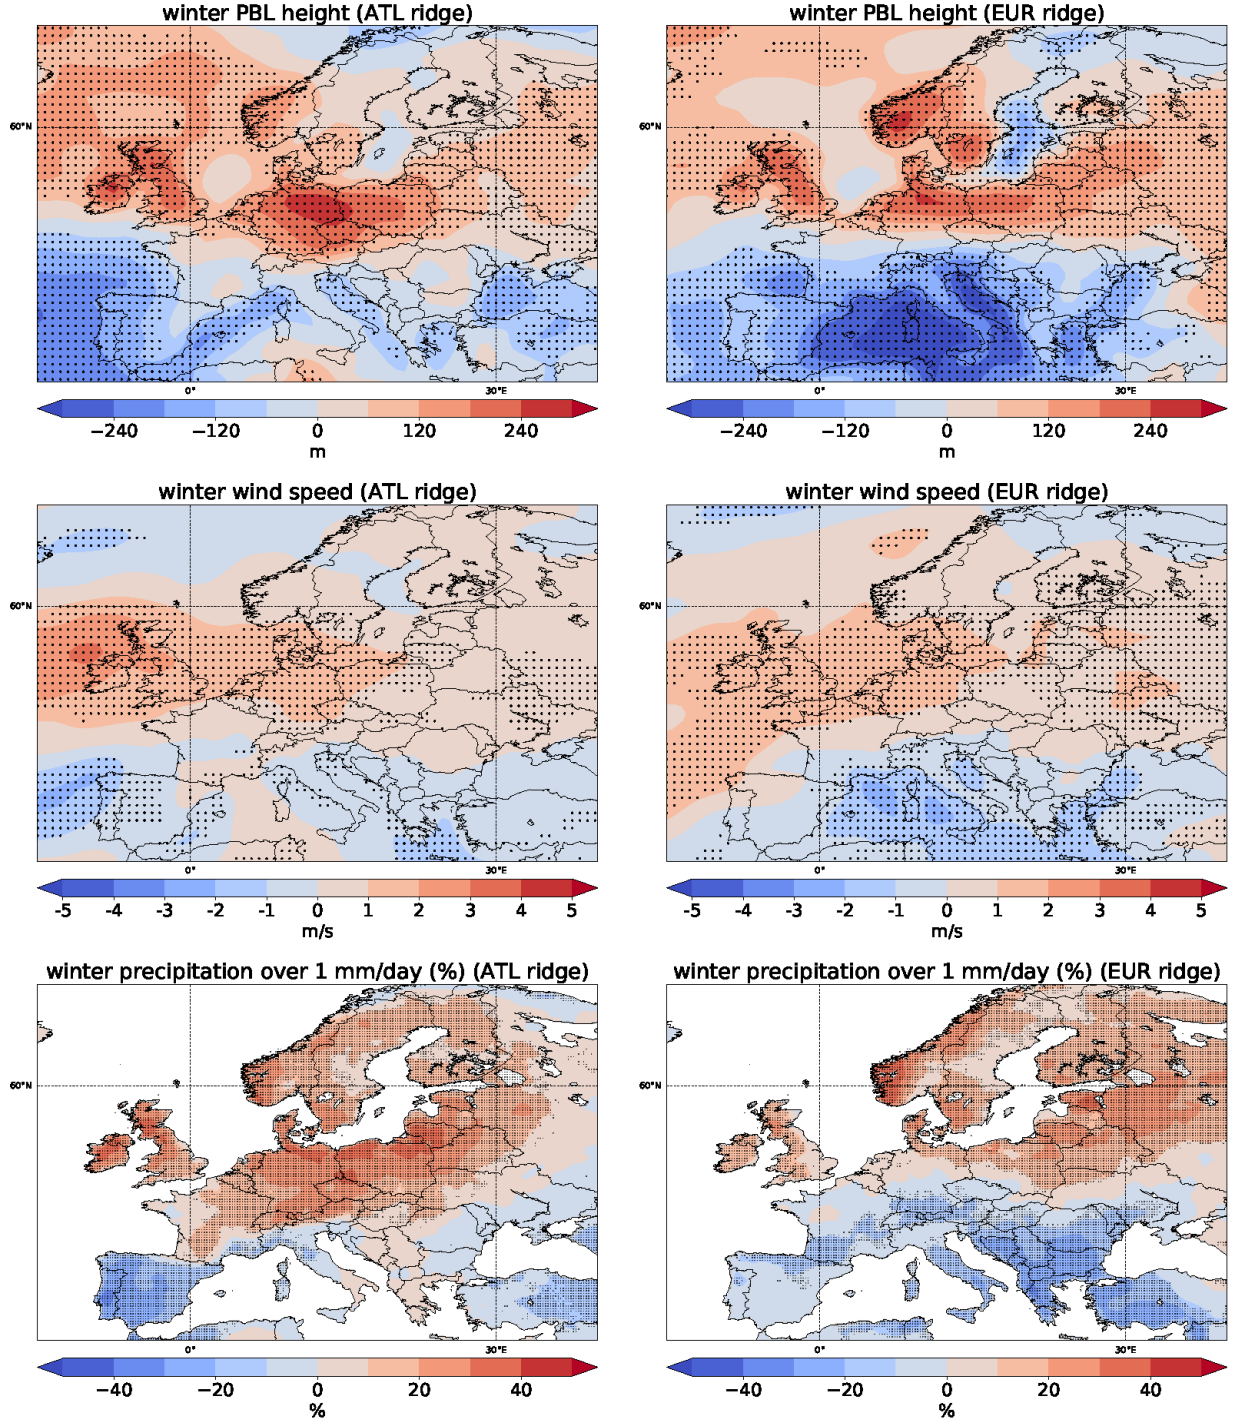 winter PBL height (ATL ridge)
winter PBL height (EUR ridge)
60°N
60°N
0°
30°E
0°
30°E
−240 −120 0 120 240
m
−240 −120 0 120 240
m
winter wind speed (ATL ridge)
winter wind speed (EUR ridge)
60°N
60°N
0°
30°E
0°
30°E
-5 -4 -3 -2 -1 0 1 2 3 4 5
m/s
-5 -4 -3 -2 -1 0 1 2 3 4 5
m/s
winter precipitation over 1 mm/day (%) (ATL ridge)
winter precipitation over 1 mm/day (%) (EUR ridge)
60°N
60°N
0°
30°E
0°
30°E
−40 −20 0 20 40
%
−40 −20 0 20 40
%